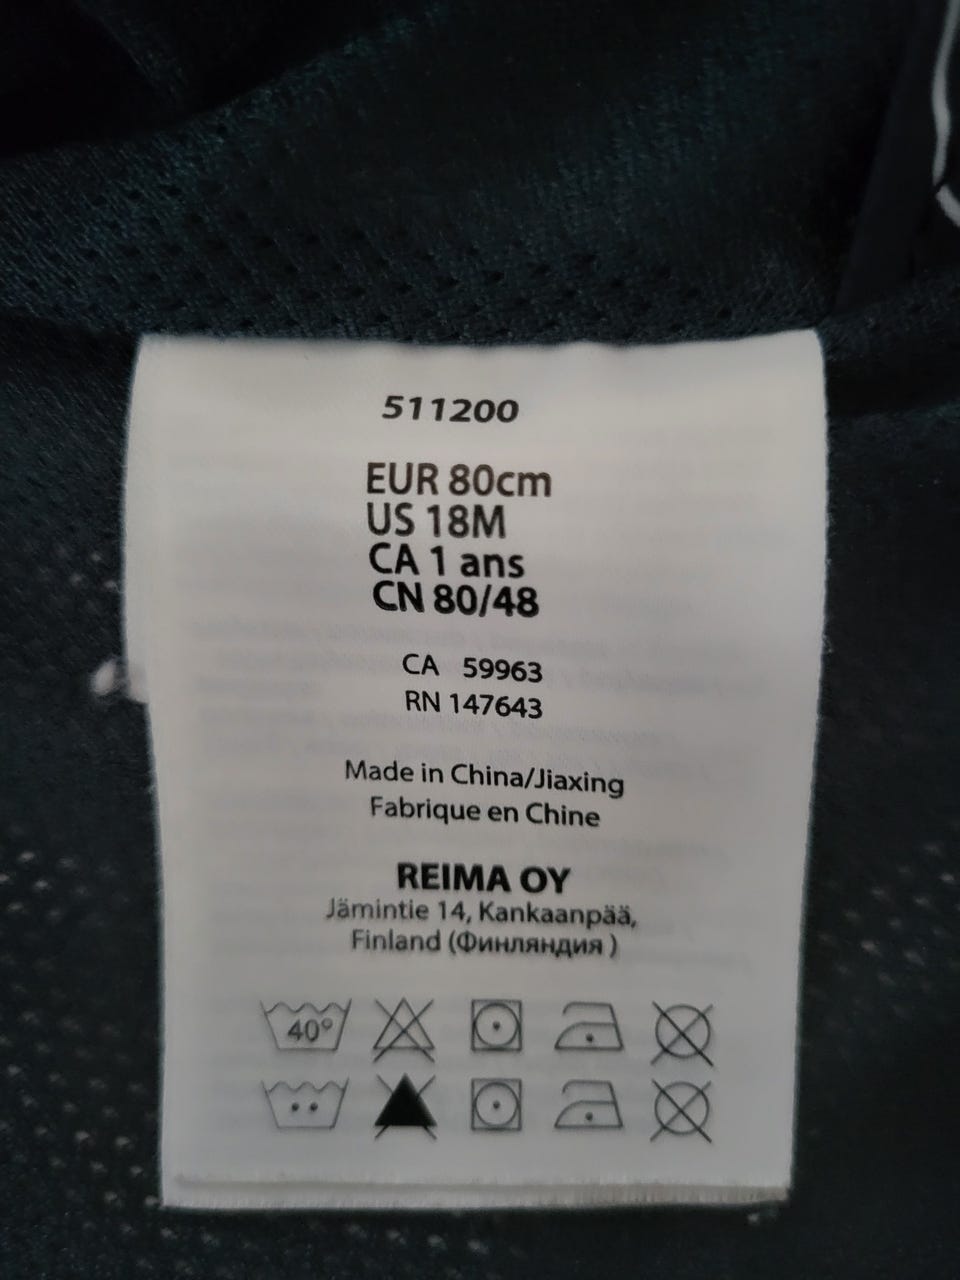 511200
EUR 80cm
US 18M
CA 1 ans
CN 80/48
CA 59963
RN 147643
Made in China/Jiaxing
Fabrique en Chine
REIMA OY
Jämintie 14, Kankaanpää,
Finland (Финляндия )
40°